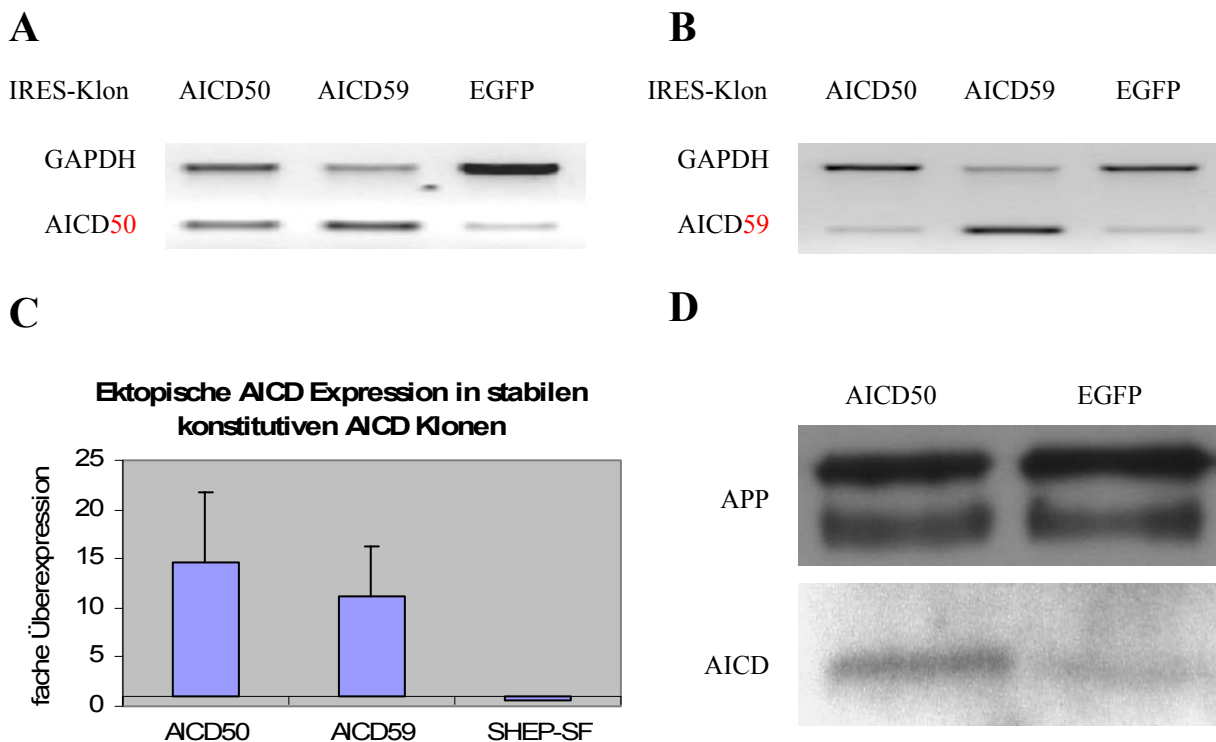 A
IRES-Klon AICD50 AICD59 EGFP
GAPDH
AICD50
B
IRES-Klon AICD50 AICD59 EGFP
GAPDH
AICD59
C
Ektopische AICD Expression in stabilen
konstitutiven AICD Klonen
fache Überexpression
25
20
15
10
5
0
AICD50 AICD59 SHEP-SF
D
AICD50 EGFP
APP
AICD